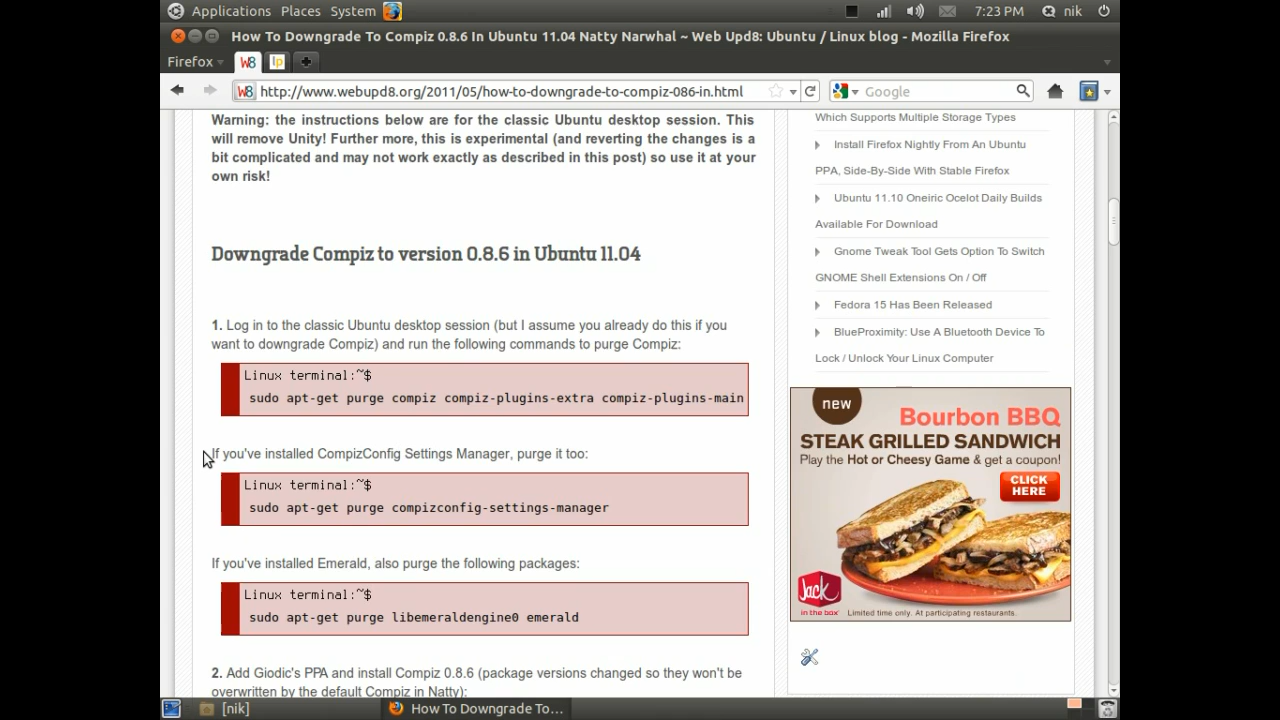 Applications Places System
7:23 PM nik
How To Downgrade To Compiz 0.8.6 In Ubuntu 11.04 Natty Narwhal ~ Web Upd8: Ubuntu / Linux blog - Mozilla Firefox
Firefox W8 lp
W8 http://www.webupd8.org/2011/05/how-to-downgrade-to-compiz-086-in.html
Google
Warning: the instructions below are for the classic Ubuntu desktop session. This
will remove Unity! Further more, this is experimental (and reverting the changes is a
bit complicated and may not work exactly as described in this post) so use it at your
own risk!
Downgrade Compiz to version 0.8.6 in Ubuntu 11.04
1. Log in to the classic Ubuntu desktop session (but I assume you already do this if you
want to downgrade Compiz) and run the following commands to purge Compiz:
Linux terminal:~$
sudo apt-get purge compiz compiz-plugins-extra compiz-plugins-main
If you've installed CompizConfig Settings Manager, purge it too:
Linux terminal:~$
sudo apt-get purge compizconfig-settings-manager
If you've installed Emerald, also purge the following packages:
Linux terminal:~$
sudo apt-get purge libemeraldengine0 emerald
2. Add Giodic's PPA and install Compiz 0.8.6 (package versions changed so they won't be
overwritten by the default Compiz in Natty):
Which Supports Multiple Storage Types
Install Firefox Nightly From An Ubuntu
PPA, Side-By-Side With Stable Firefox
Ubuntu 11.10 Oneiric Ocelot Daily Builds
Available For Download
Gnome Tweak Tool Gets Option To Switch
GNOME Shell Extensions On / Off
Fedora 15 Has Been Released
BlueProximity: Use A Bluetooth Device To
Lock / Unlock Your Linux Computer
new
Bourbon BBQ
STEAK GRILLED SANDWICH
Play the Hot or Cheesy Game & get a coupon!
CLICK
HERE
Jack
in the box
Limited time only. At participating restaurants.
[nik]
How To Downgrade To...